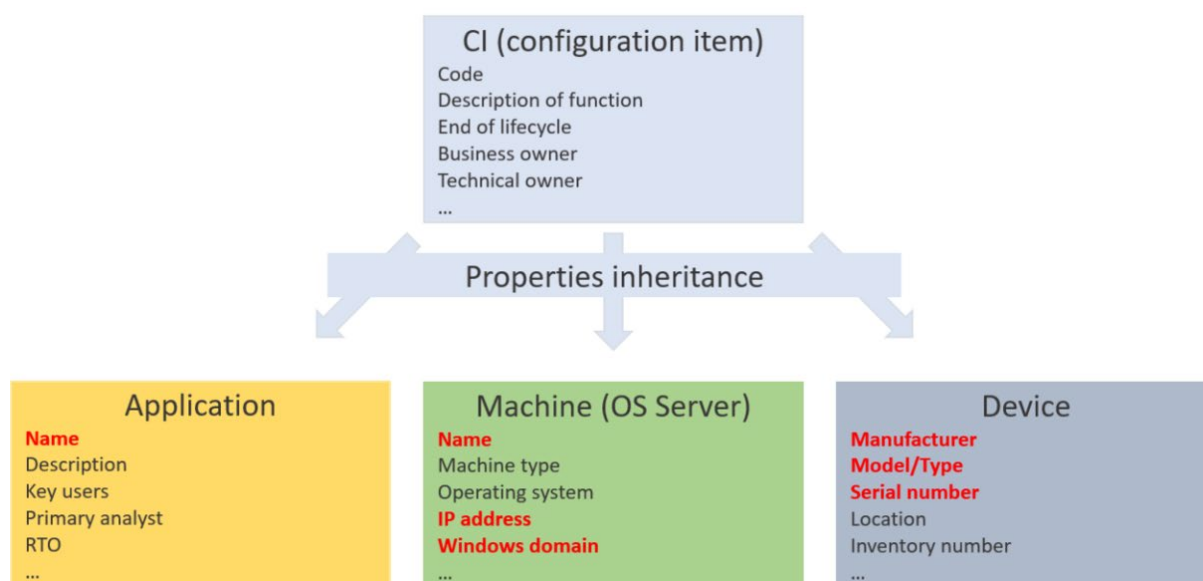 CI (configuration item)
Code
Description of function
End of lifecycle
Business owner
Technical owner
...
Properties inheritance
Application
Name
Description
Key users
Primary analyst
RTO
...
Machine (OS Server)
Name
Machine type
Operating system
IP address
Windows domain
...
Device
Manufacturer
Model/Type
Serial number
Location
Inventory number
...